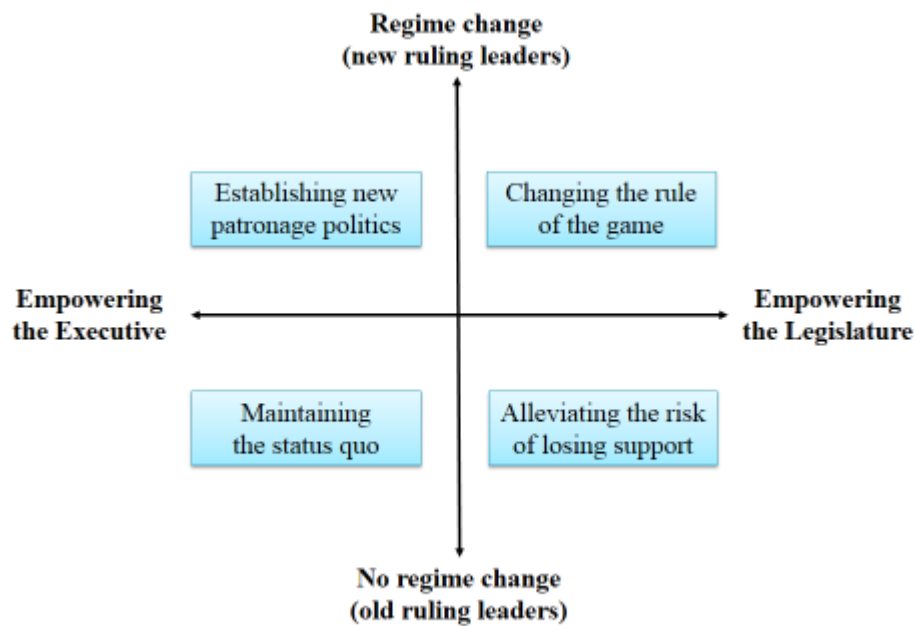 Regime change
(new ruling leaders)
Establishing new
patronage politics
Changing the rule
of the game
Empowering
the Executive
Empowering
the Legislature
Maintaining
the status quo
Alleviating the risk
of losing support
No regime change
(old ruling leaders)